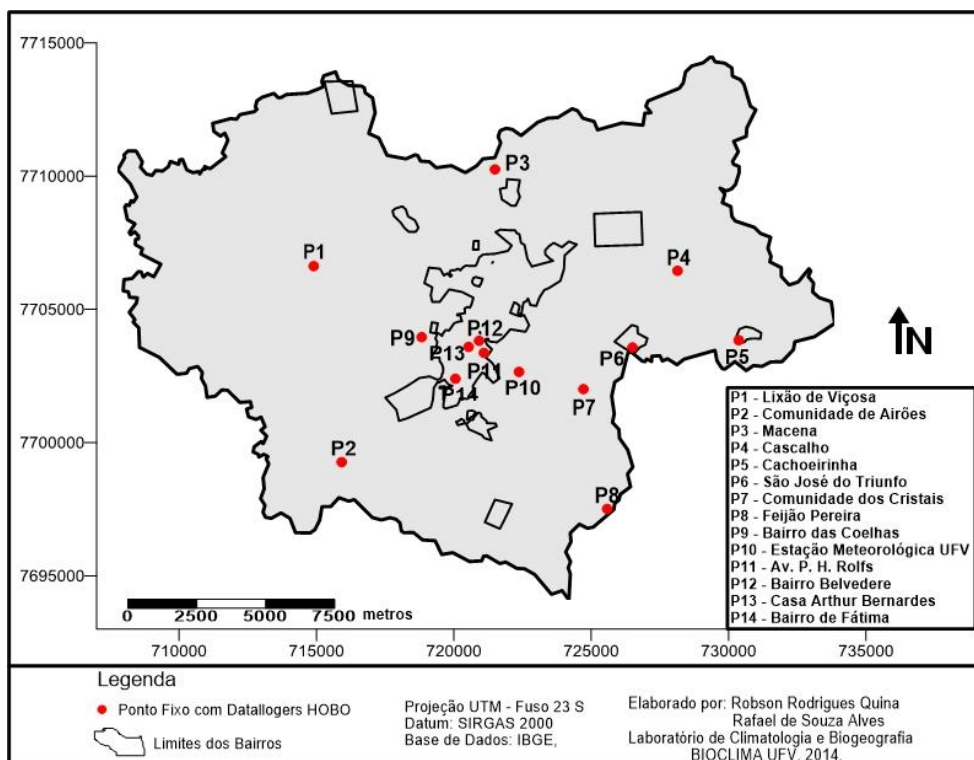 7715000
7710000
7705000
7700000
7695000
P3
P1
P4
P12
P9
P13
P11
P6
P5
P10
P14
P7
P2
P8
N
P1 - Lixão de Viçosa
P2 - Comunidade de Airões
P3 - Macena
P4 - Cascalho
P5 - Cachoeirinha
P6 - São José do Triunfo
P7 - Comunidade dos Cristais
P8 - Feijão Pereira
P9 - Bairro das Coelhas
P10 - Estação Meteorológica UFV
P11 - Av. P. H. Rolfs
P12 - Bairro Belvedere
P13 - Casa Arthur Bernardes
P14 - Bairro de Fátima
0 2500 5000 7500 metros
710000 715000 720000 725000 730000 735000
Legenda
Ponto Fixo com Datallogers HOBO
Limites dos Bairros
Projeção UTM - Fuso 23 S
Datum: SIRGAS 2000
Base de Dados: IBGE,
Elaborado por: Robson Rodrigues Quina
Rafael de Souza Alves
Laboratório de Climatologia e Biogeografia
BIOCLIMA UFV, 2014.